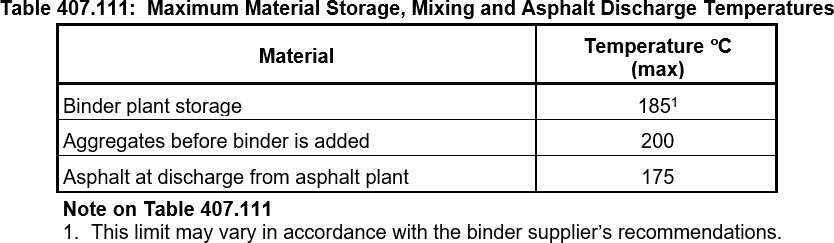 Table 407.111:  Maximum Material Storage, Mixing and Asphalt Discharge Temperatures
Material
Temperature ºC
(max)
Binder plant storage 185¹
Aggregates before binder is added 200
Asphalt at discharge from asphalt plant 175
Note on Table 407.111
1. This limit may vary in accordance with the binder supplier’s recommendations.